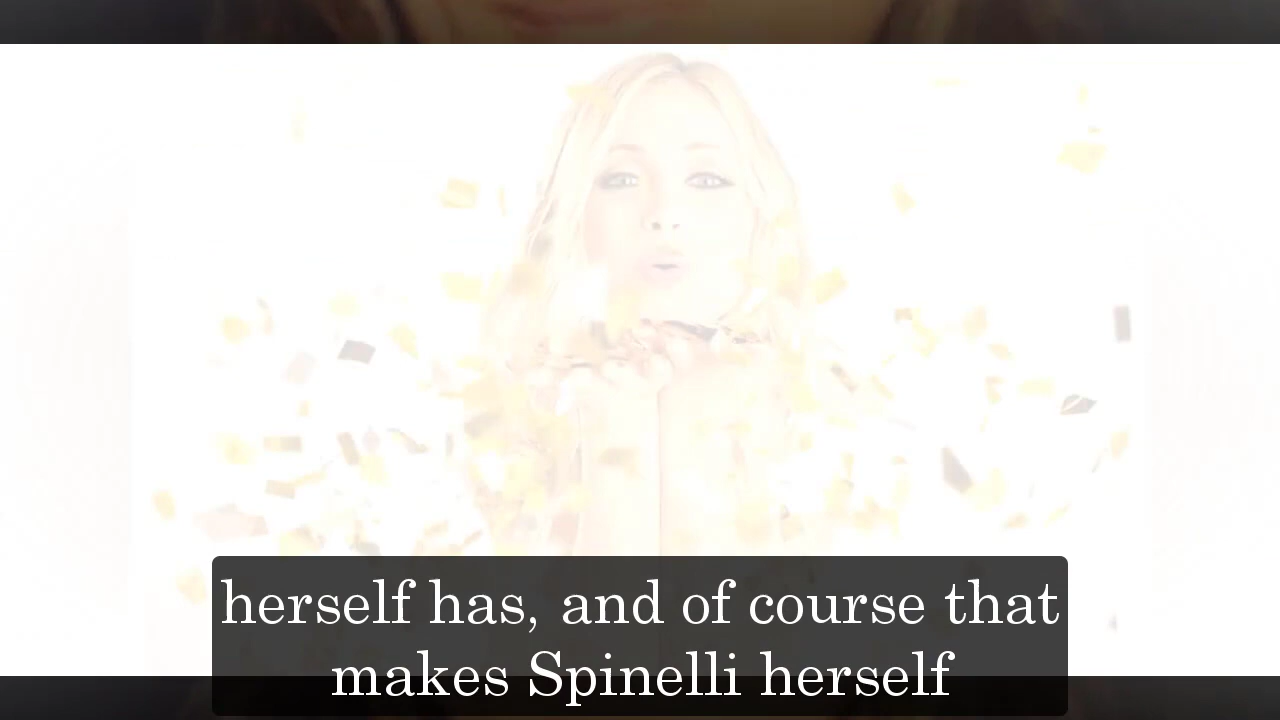 herself has, and of course that
makes Spinelli herself